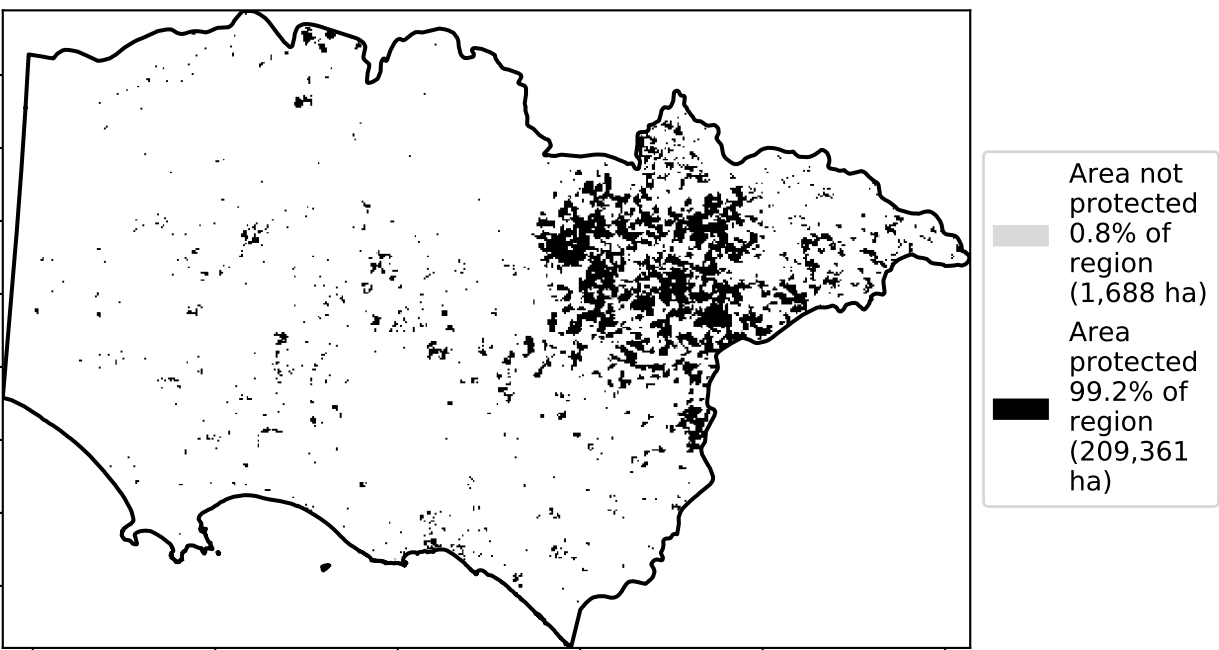 Area not
protected
0.8% of
region
(1,688 ha)
Area
protected
99.2% of
region
(209,361
ha)